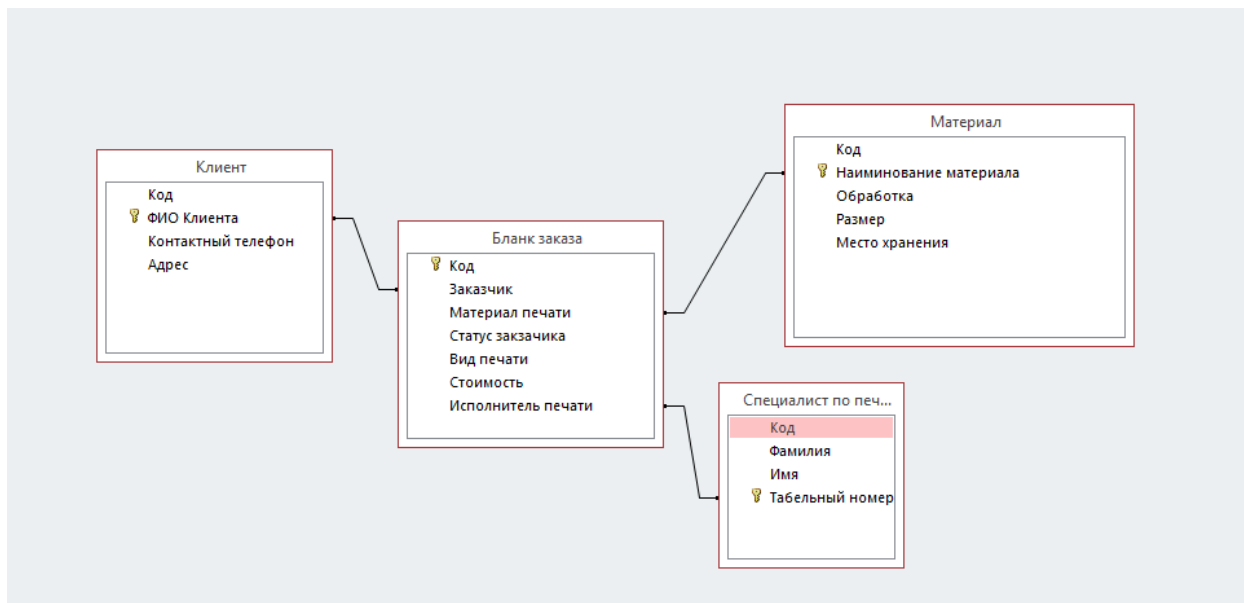 Клиент
Код
ФИО Клиента
Контактный телефон
Адрес
Бланк заказа
Код
Заказчик
Материал печати
Статус закзачика
Вид печати
Стоимость
Исполнитель печати
Материал
Код
Наиминование материала
Обработка
Размер
Место хранения
Специалист по печ...
Код
Фамилия
Имя
Табельный номер